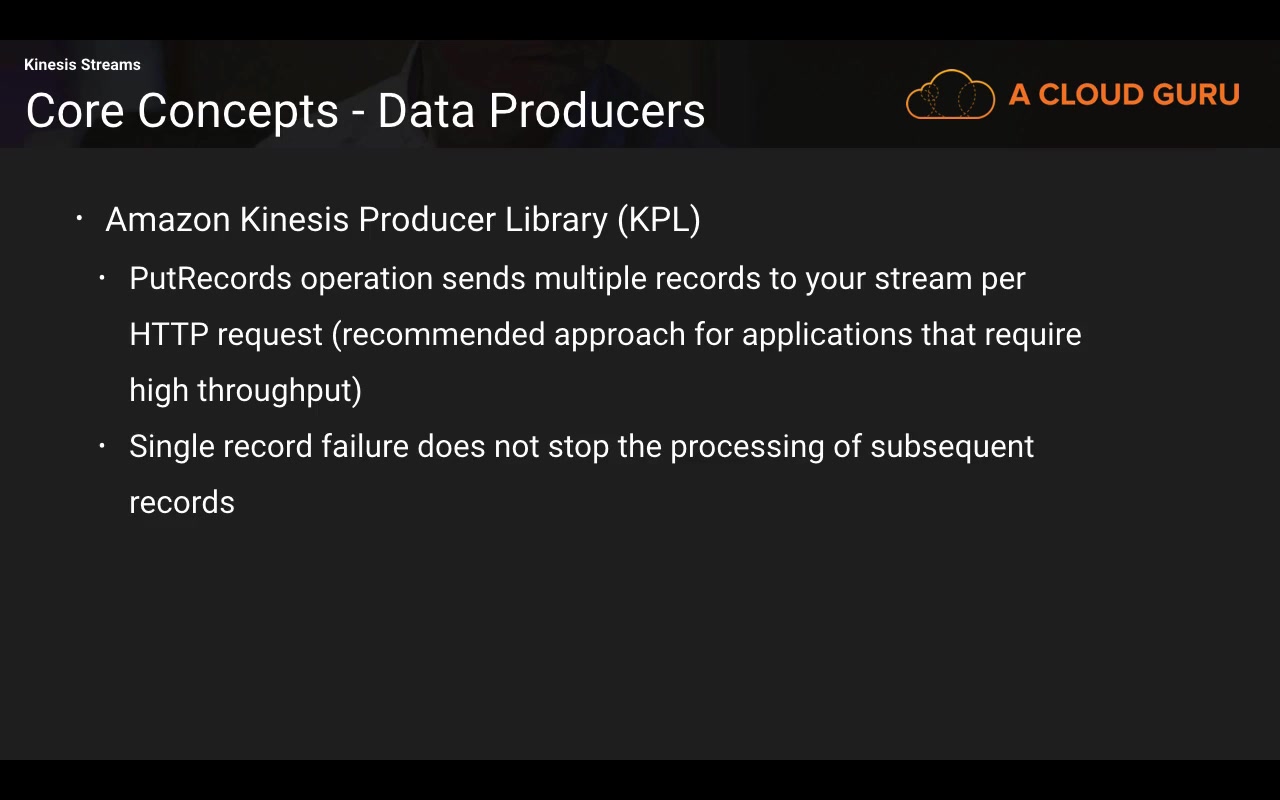 Kinesis Streams
Core Concepts - Data Producers
A CLOUD GURU
· Amazon Kinesis Producer Library (KPL)
· PutRecords operation sends multiple records to your stream per
HTTP request (recommended approach for applications that require
high throughput)
· Single record failure does not stop the processing of subsequent
records